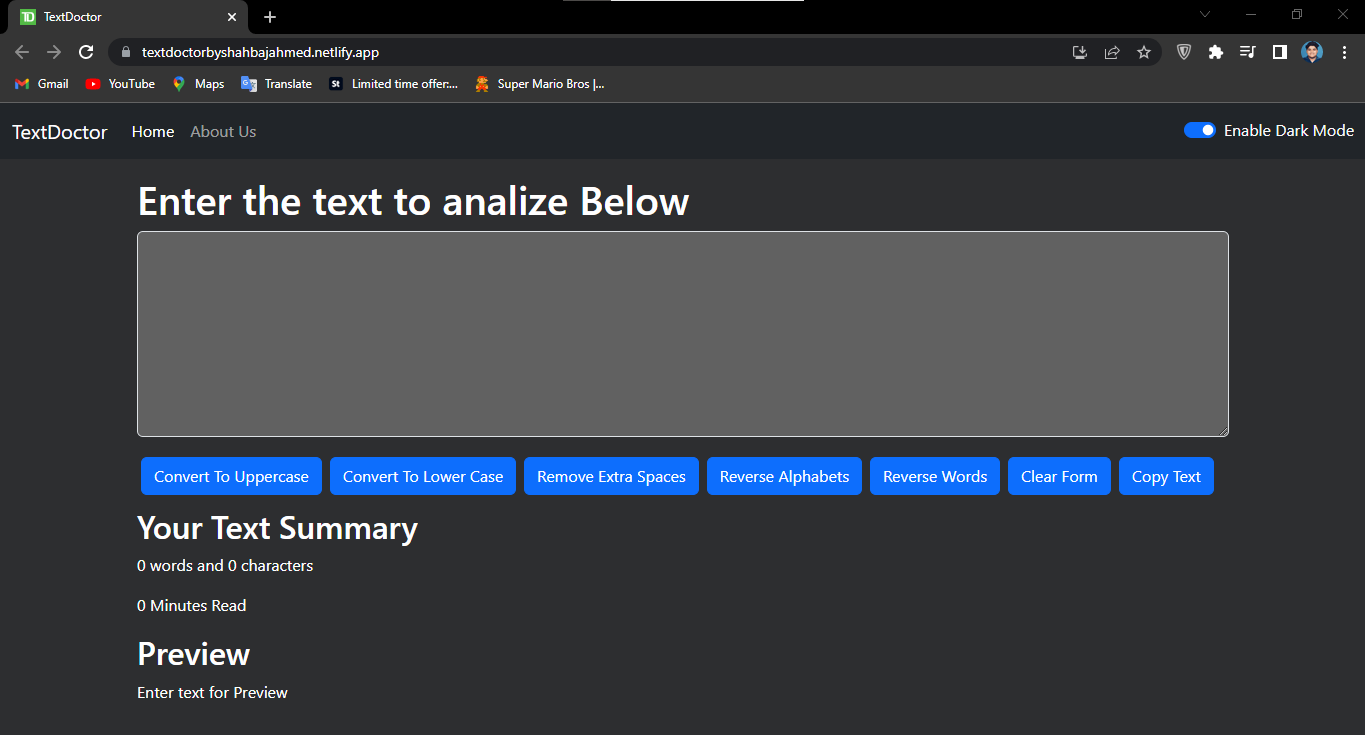 TD TextDoctor
textdoctorbyshahbajahmed.netlify.app
Gmail YouTube Maps Translate St Limited time offer:... Super Mario Bros |...
TextDoctor Home About Us Enable Dark Mode
Enter the text to analize Below
Convert To Uppercase Convert To Lower Case Remove Extra Spaces Reverse Alphabets Reverse Words Clear Form Copy Text
Your Text Summary
0 words and 0 characters
0 Minutes Read
Preview
Enter text for Preview